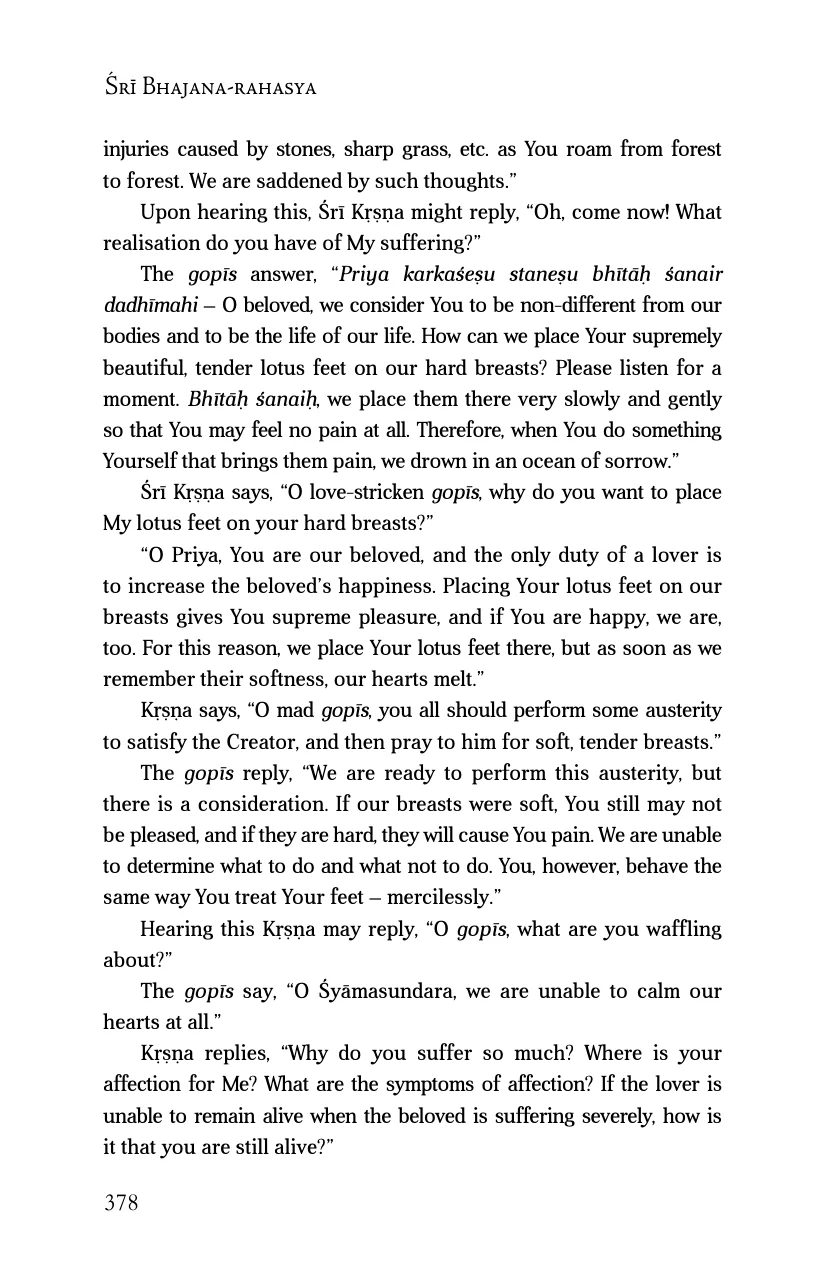 Śrī Bhajana-rahasya
injuries caused by stones, sharp grass, etc. as You roam from forest
to forest. We are saddened by such thoughts.”
Upon hearing this, Śrī Kṛṣṇa might reply, “Oh, come now! What
realisation do you have of My suffering?”
The gopīs answer, “Priya karkaśeṣu staneṣu bhītāḥ śanair
dadhīmahi – O beloved, we consider You to be non-different from our
bodies and to be the life of our life. How can we place Your supremely
beautiful, tender lotus feet on our hard breasts? Please listen for a
moment. Bhītāḥ śanaiḥ, we place them there very slowly and gently
so that You may feel no pain at all. Therefore, when You do something
Yourself that brings them pain, we drown in an ocean of sorrow.”
Śrī Kṛṣṇa says, “O love-stricken gopīs, why do you want to place
My lotus feet on your hard breasts?”
“O Priya, You are our beloved, and the only duty of a lover is
to increase the beloved’s happiness. Placing Your lotus feet on our
breasts gives You supreme pleasure, and if You are happy, we are,
too. For this reason, we place Your lotus feet there, but as soon as we
remember their softness, our hearts melt.”
Kṛṣṇa says, “O mad gopīs, you all should perform some austerity
to satisfy the Creator, and then pray to him for soft, tender breasts.”
The gopīs reply, “We are ready to perform this austerity, but
there is a consideration. If our breasts were soft, You still may not
be pleased, and if they are hard, they will cause You pain. We are unable
to determine what to do and what not to do. You, however, behave the
same way You treat Your feet – mercilessly.”
Hearing this Kṛṣṇa may reply, “O gopīs, what are you waffling
about?”
The gopīs say, “O Śyāmasundara, we are unable to calm our
hearts at all.”
Kṛṣṇa replies, “Why do you suffer so much? Where is your
affection for Me? What are the symptoms of affection? If the lover is
unable to remain alive when the beloved is suffering severely, how is
it that you are still alive?”
378